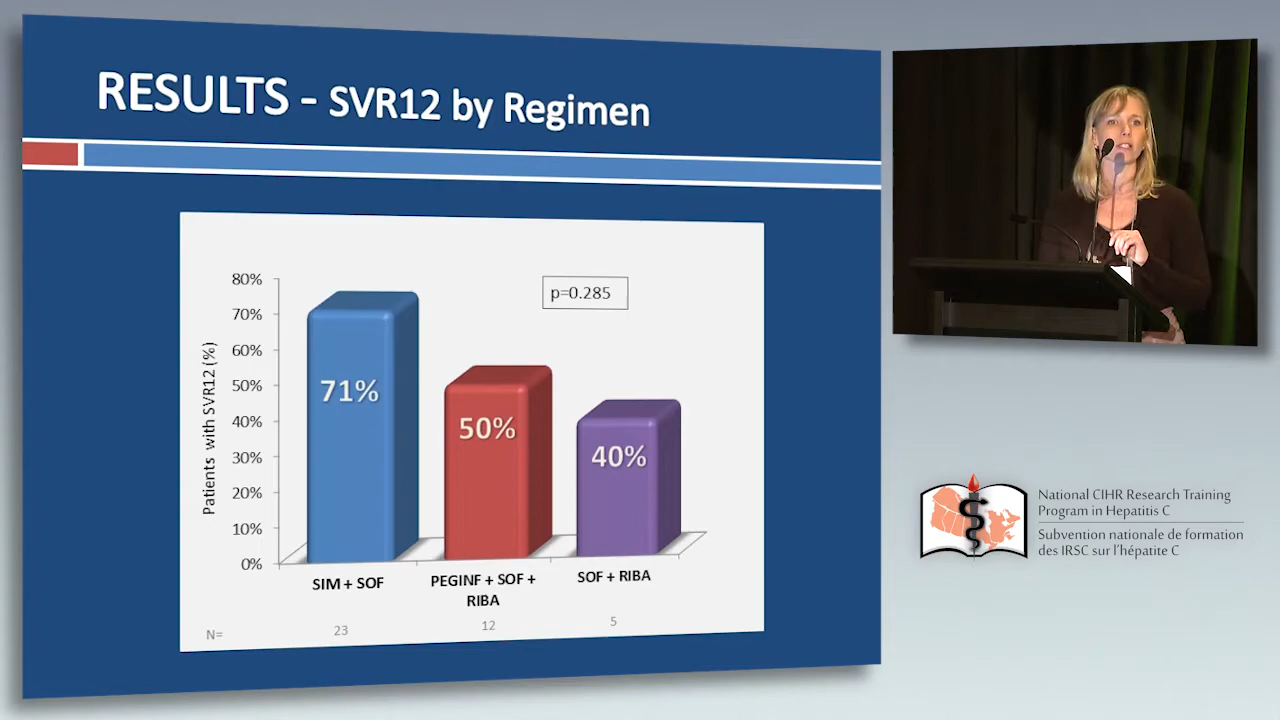 RESULTS - SVR12 by Regimen
80%
70%
60%
50%
40%
30%
20%
10%
0%
Patients with SVR12 (%)
p=0.285
71%
50%
40%
SIM + SOF
PEGINF + SOF +
RIBA
SOF + RIBA
N=
23
12
5
National CIHR Research Training
Program in Hepatitis C
Subvention nationale de formation
des IRSC sur l'hépatite C